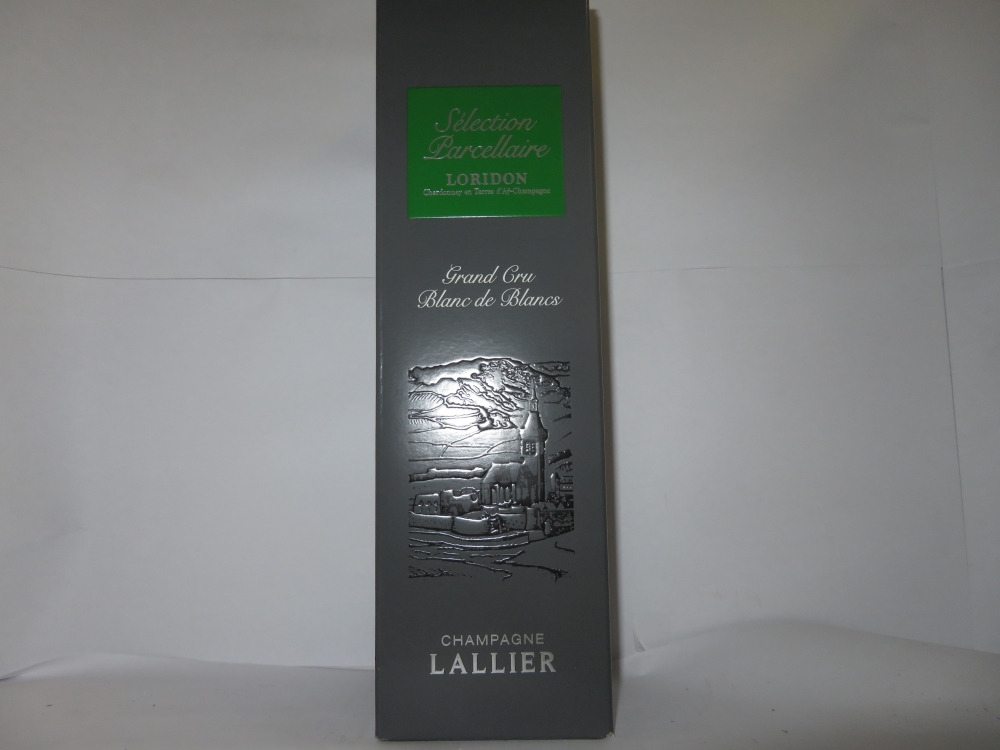 Sélection
Parcellaire
LORIDON
Chardonnay en Terres d'Aÿ-Champagne
Grand Cru
Blanc de Blancs
CHAMPAGNE
LALLIER